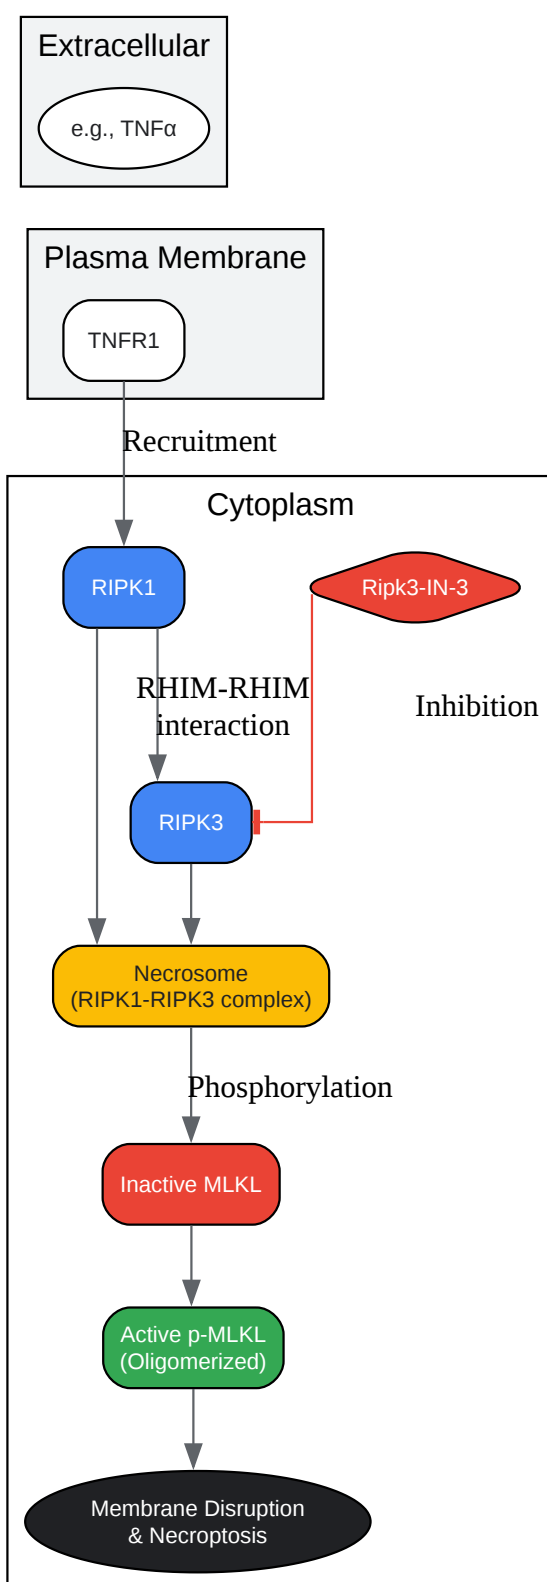 Extracellular
e.g., TNFα
Plasma Membrane
TNFR1
Recruitment
Cytoplasm
RIPK1
Ripk3-IN-3
RHIM-RHIM
interaction
Inhibition
RIPK3
Necrosome
(RIPK1-RIPK3 complex)
Phosphorylation
Inactive MLKL
Active p-MLKL
(Oligomerized)
Membrane Disruption
& Necroptosis